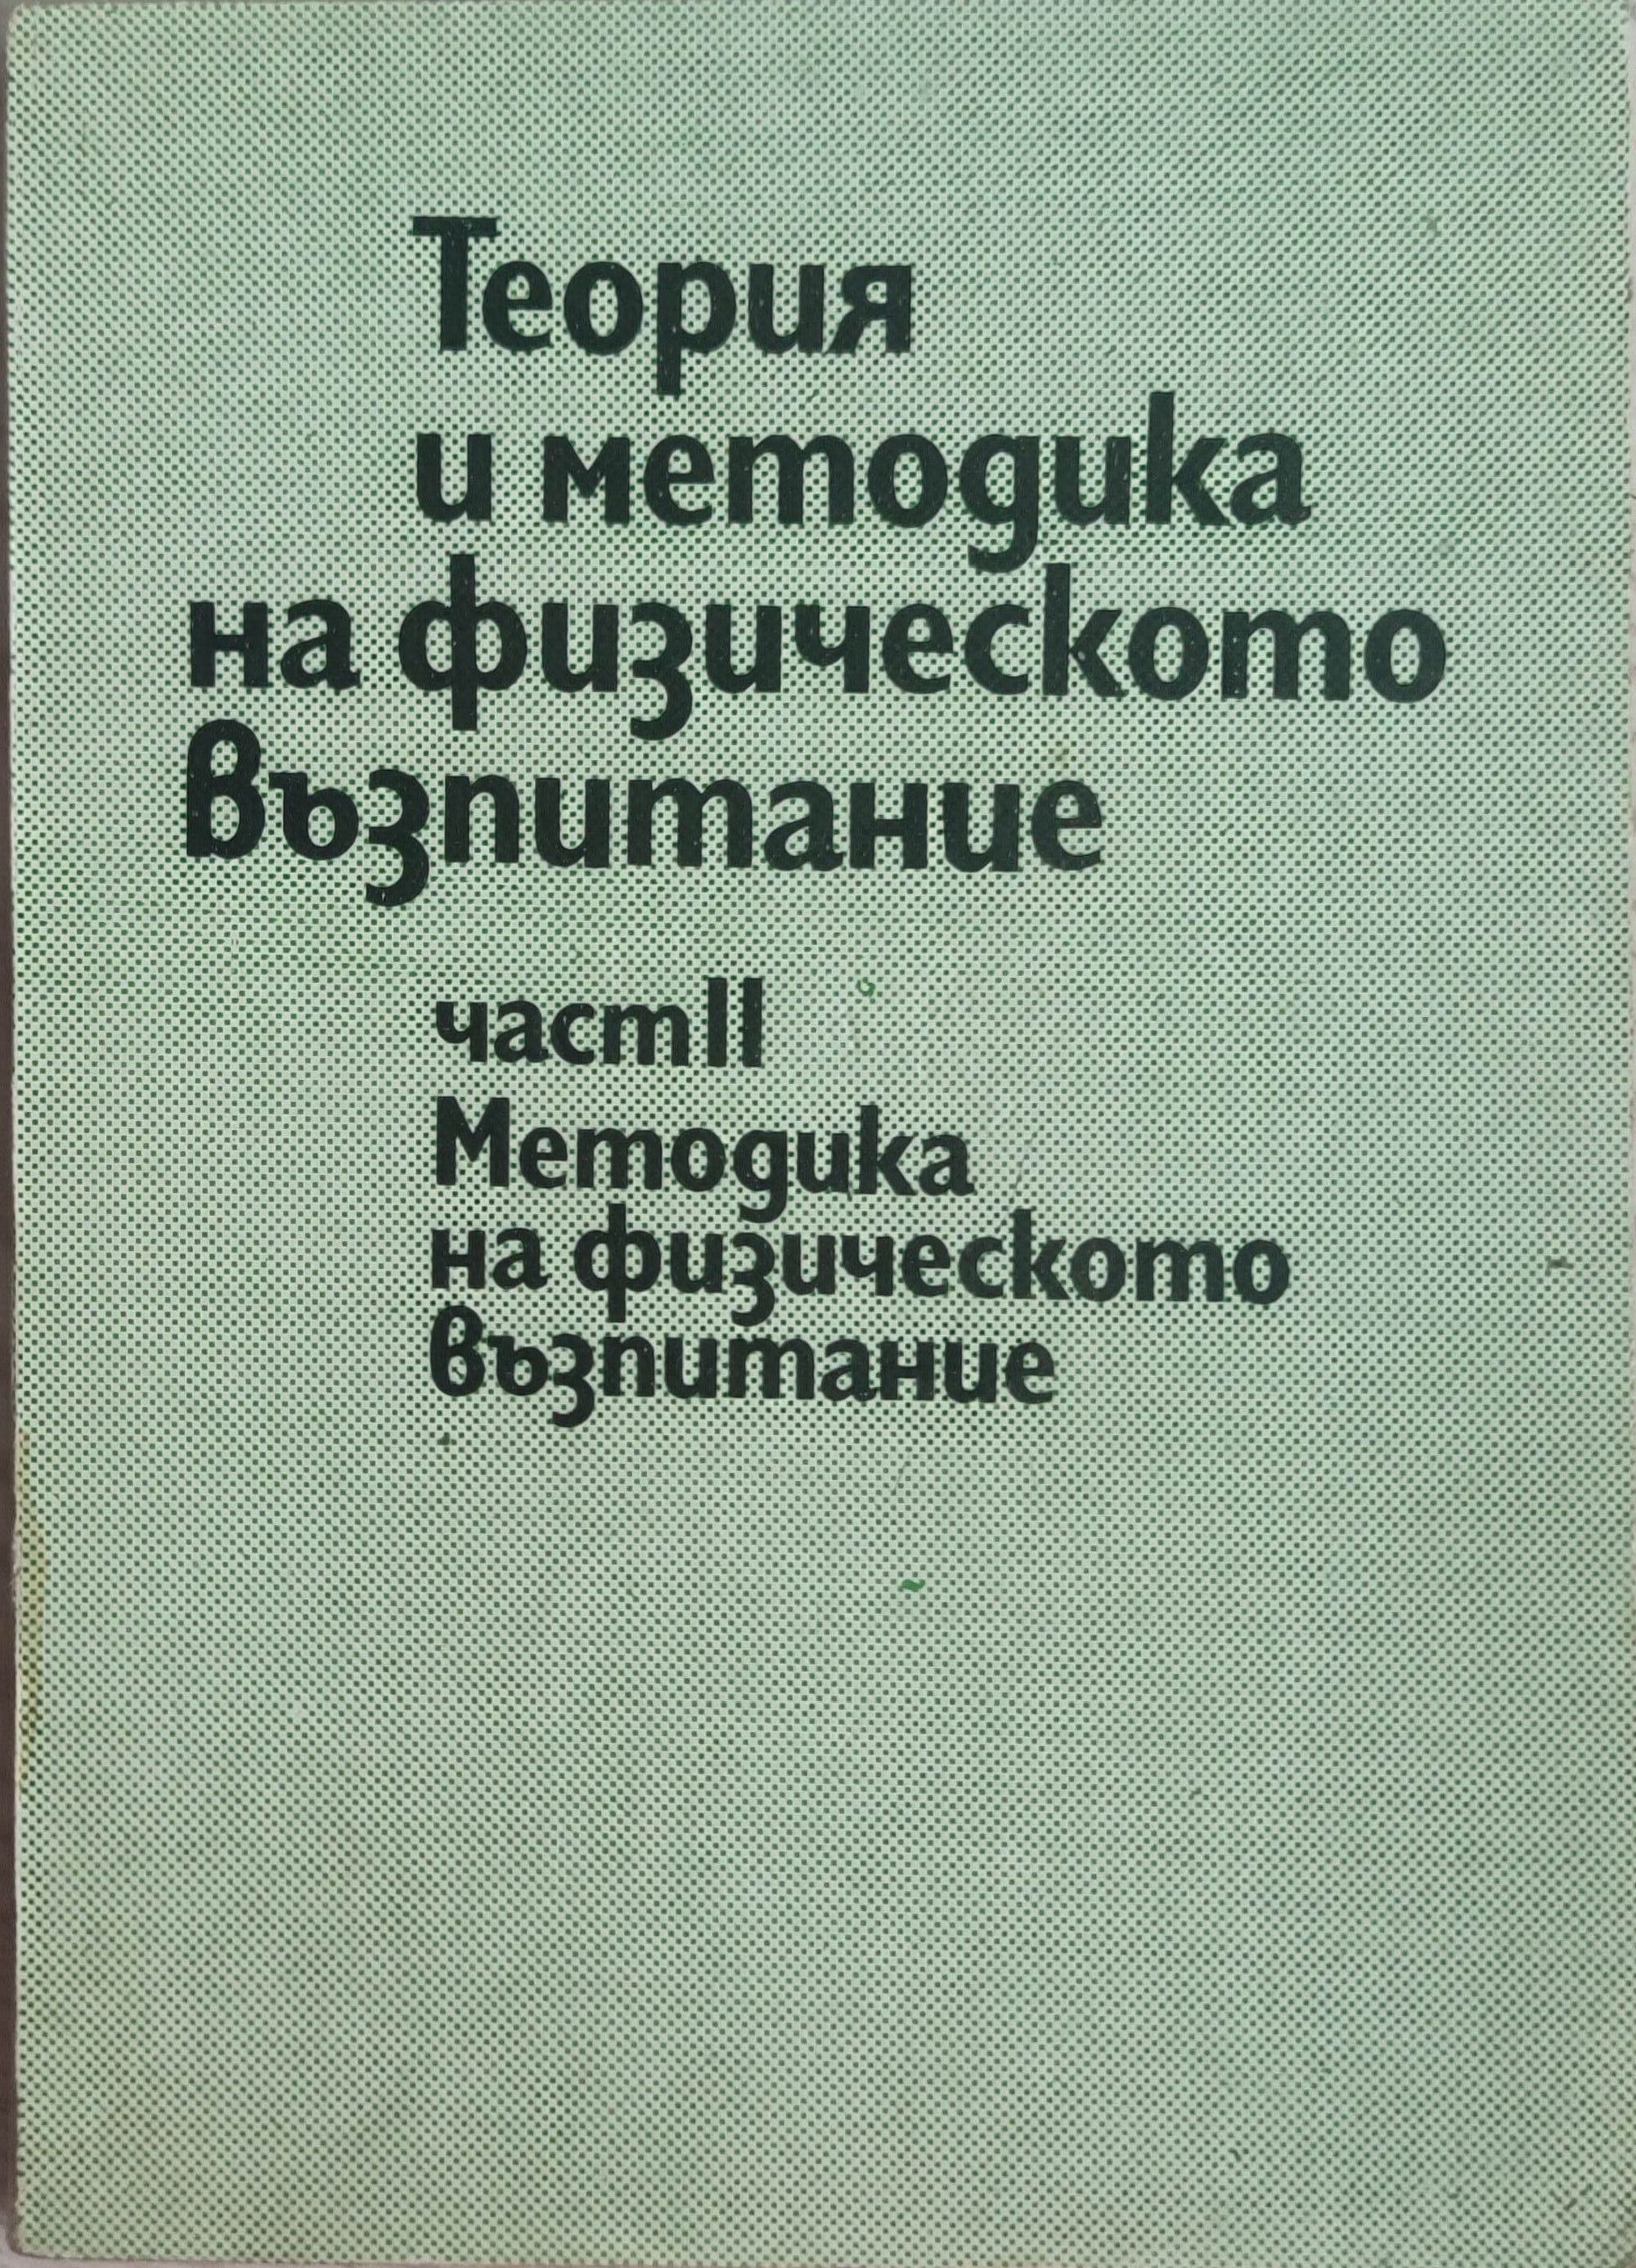 Теория
и методика
на физическото
възпитание
част II
Методика
на физическото
възпитание